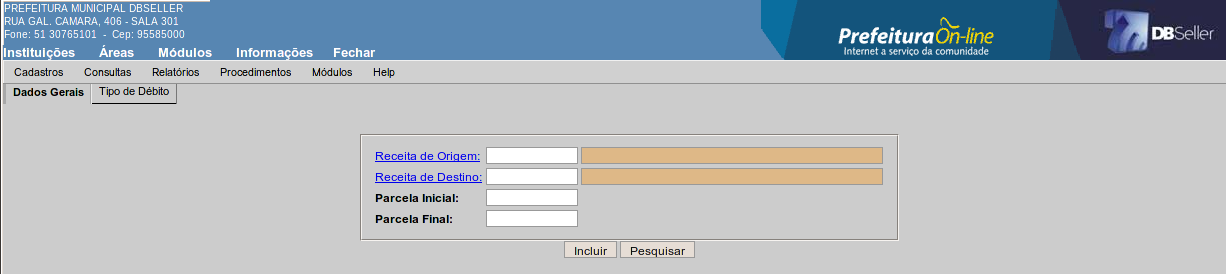 PREFEITURA MUNICIPAL DBSELLER
RUA GAL. CAMARA, 406 - SALA 301
Fone: 51 30765101 - Cep: 95585000
Instituições Áreas Módulos Informações Fechar
PrefeituraOn-line
Internet a serviço da comunidade
DBSeller
Cadastros Consultas Relatórios Procedimentos Módulos Help
Dados Gerais Tipo de Débito
Receita de Origem:
Receita de Destino:
Parcela Inicial:
Parcela Final:
Incluir Pesquisar